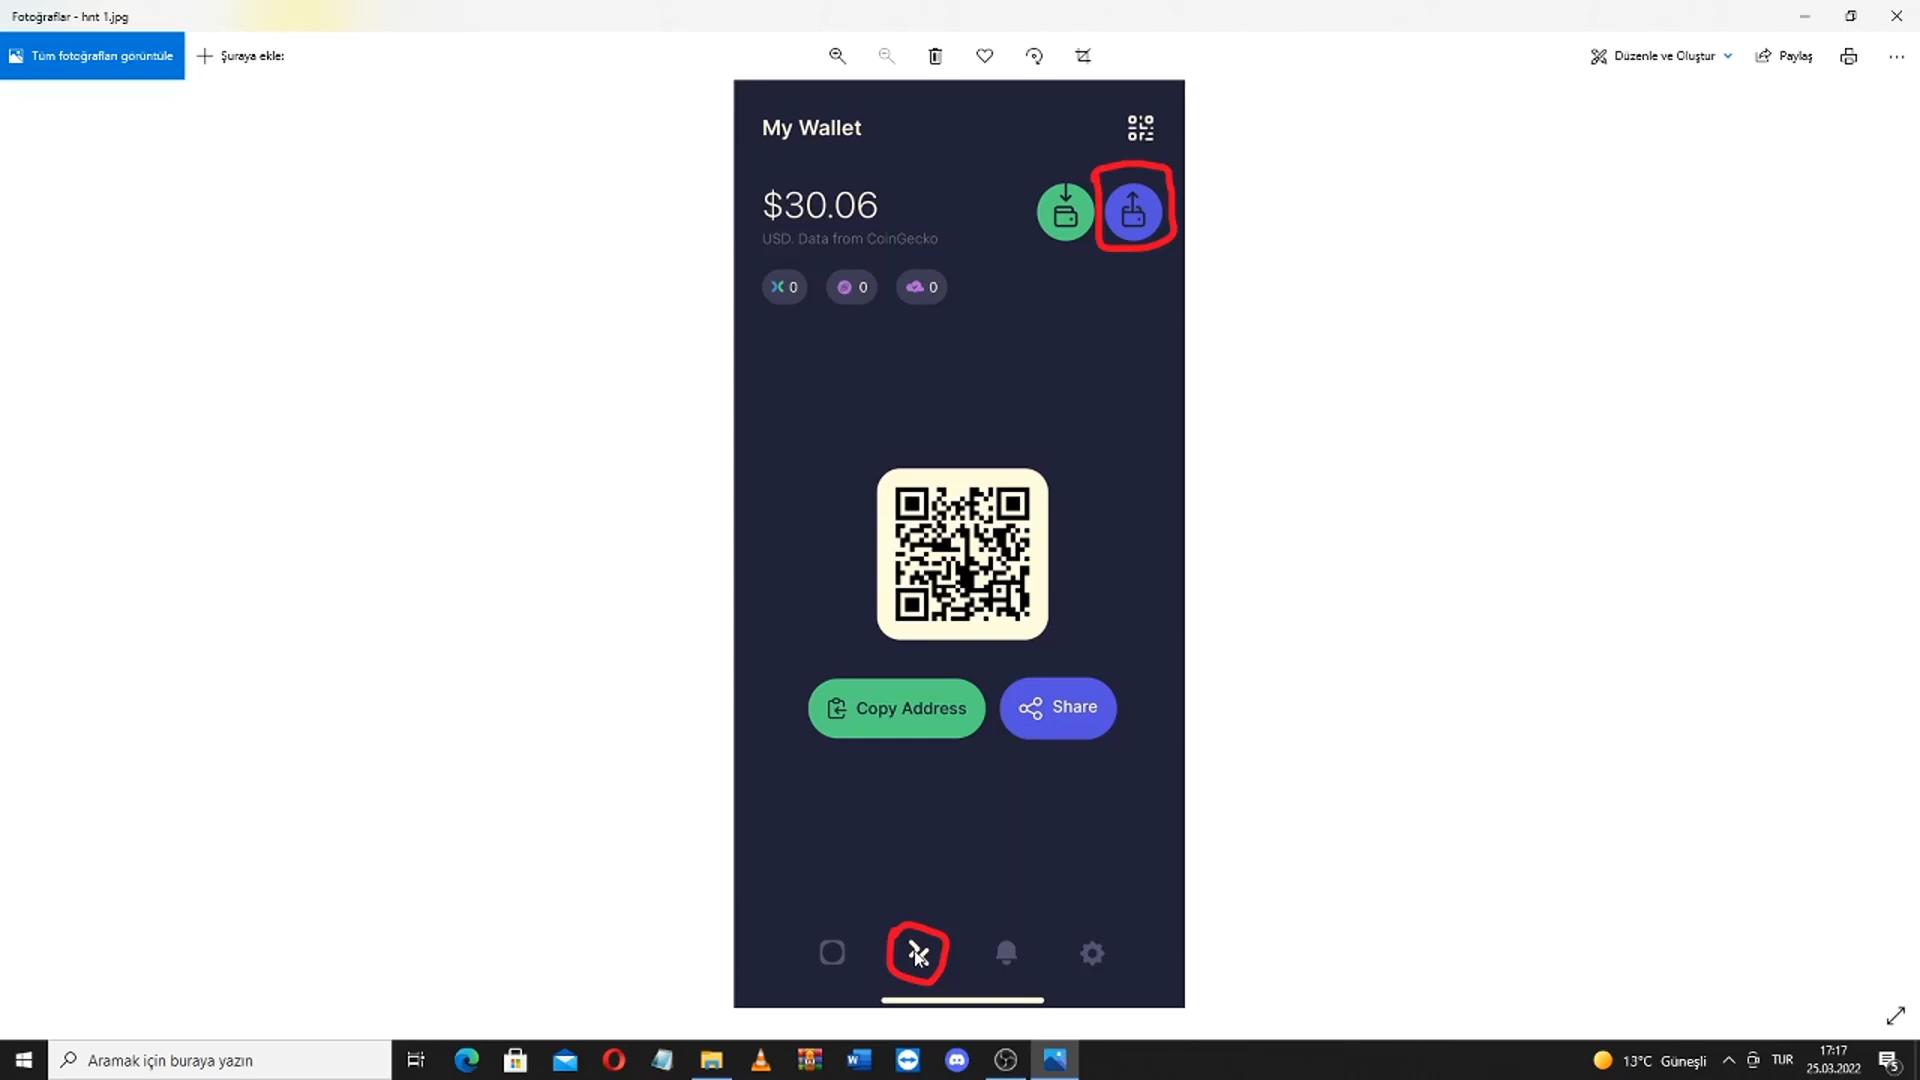 Fotoğraflar - hnt 1.jpg
Tüm fotoğrafları görüntüle
Şuraya ekle:
Düzenle ve Oluştur
Paylaş
My Wallet
$30.06
USD. Data from CoinGecko
0
0
0
Copy Address
Share
Aramak için buraya yazın
13°C Güneşli
TUR
17:17
25.03.2022
5